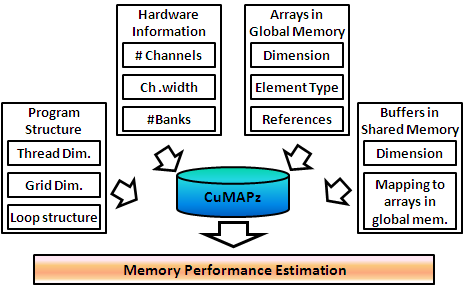 Hardware
Information
# Channels
Ch .width
#Banks
Arrays in
Global Memory
Dimension
Element Type
References
Program
Structure
Thread Dim.
Grid Dim.
Loop structure
Buffers in
Shared Memory
Dimension
Mapping to
arrays in
global mem.
CuMAPz
Memory Performance Estimation